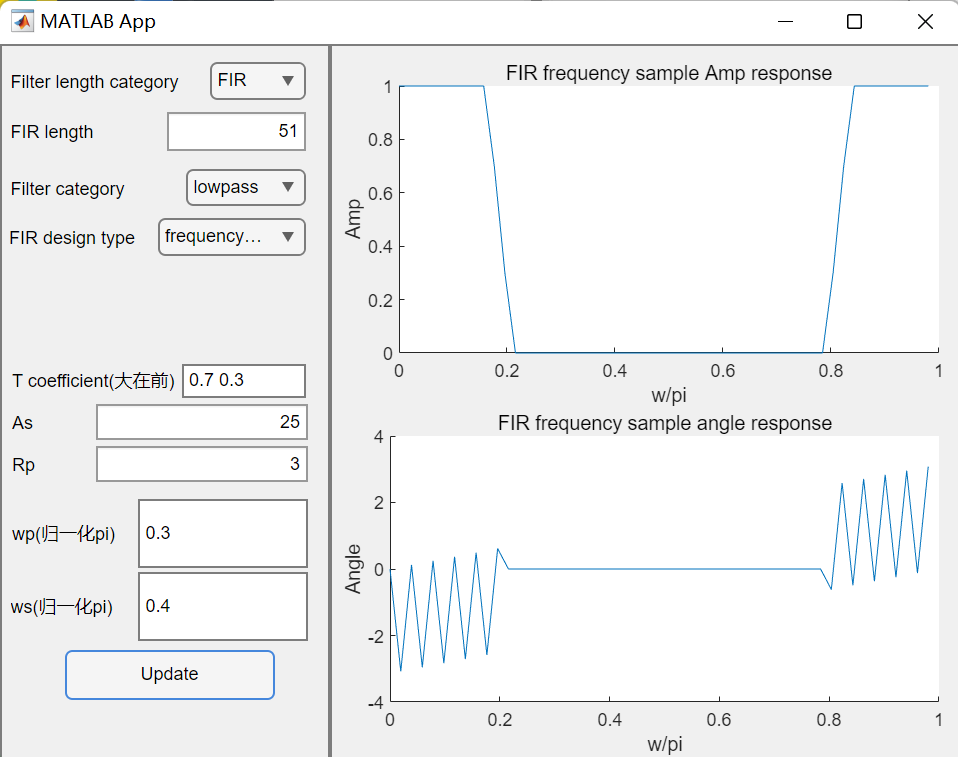 MATLAB App
Filter length category
FIR
FIR length
51
Filter category
lowpass
FIR design type
frequency…
T coefficient(大在前)
0.7 0.3
As
25
Rp
3
wp(归一化pi)
0.3
ws(归一化pi)
0.4
Update
FIR frequency sample Amp response
1
0.8
0.6
0.4
0.2
0
Amp
0 0.2 0.4 0.6 0.8 1
w/pi
FIR frequency sample angle response
4
2
0
-2
-4
Angle
0 0.2 0.4 0.6 0.8 1
w/pi